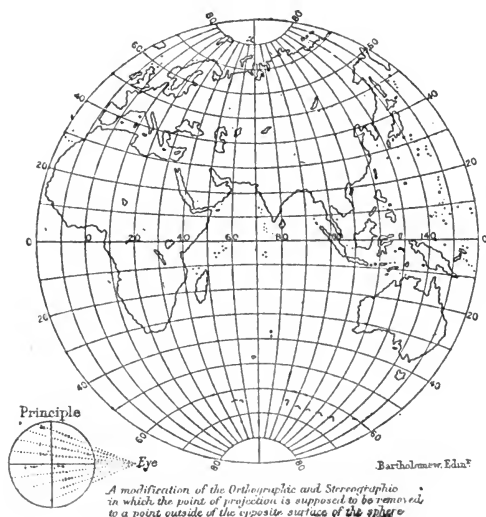 80 80
60 60
40 40
20 20
0 20 40 60 80 140 0
20 20
40 40
60 60
80 80
Principle
Eye
Bartholomew, Edinr.
A modification of the Orthographic and Stereographic
in which the point of projection is supposed to be removed
to a point outside of the opposite surface of the sphere